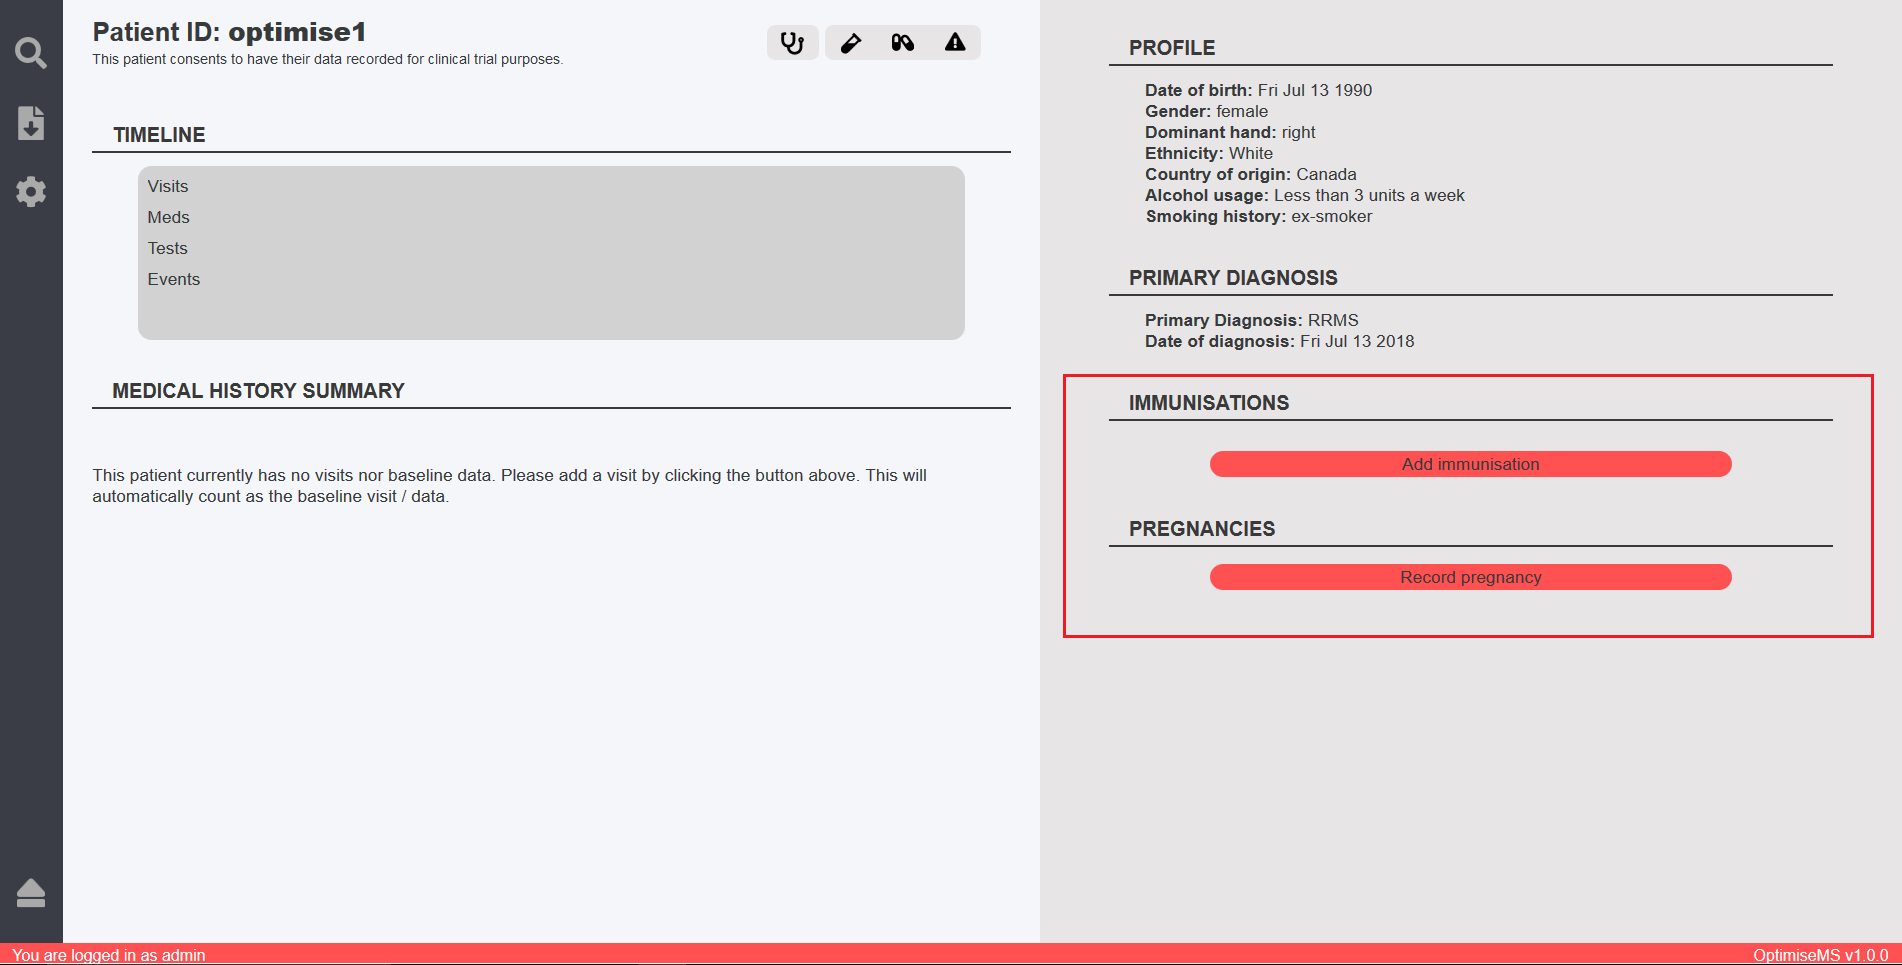 Patient ID: optimise1
This patient consents to have their data recorded for clinical trial purposes.
TIMELINE
Visits
Meds
Tests
Events
MEDICAL HISTORY SUMMARY
This patient currently has no visits nor baseline data. Please add a visit by clicking the button above. This will
automatically count as the baseline visit / data.
PROFILE
Date of birth: Fri Jul 13 1990
Gender: female
Dominant hand: right
Ethnicity: White
Country of origin: Canada
Alcohol usage: Less than 3 units a week
Smoking history: ex-smoker
PRIMARY DIAGNOSIS
Primary Diagnosis: RRMS
Date of diagnosis: Fri Jul 13 2018
IMMUNISATIONS
Add immunisation
PREGNANCIES
Record pregnancy
You are logged in as admin
OptimiseMS v1.0.0